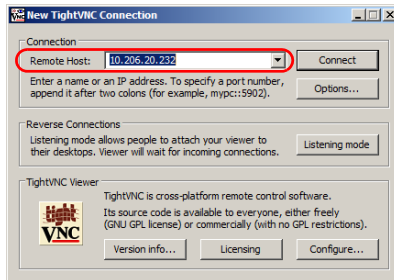 New TightVNC Connection
Connection
Remote Host: 10.206.20.232
Connect
Enter a name or an IP address. To specify a port number,
append it after two colons (for example, mypc::5902).
Options...
Reverse Connections
Listening mode allows people to attach your viewer to
their desktops. Viewer will wait for incoming connections.
Listening mode
TightVNC Viewer
tight
VNC
TightVNC is cross-platform remote control software.
Its source code is available to everyone, either freely
(GNU GPL license) or commercially (with no GPL restrictions).
Version info...
Licensing
Configure...